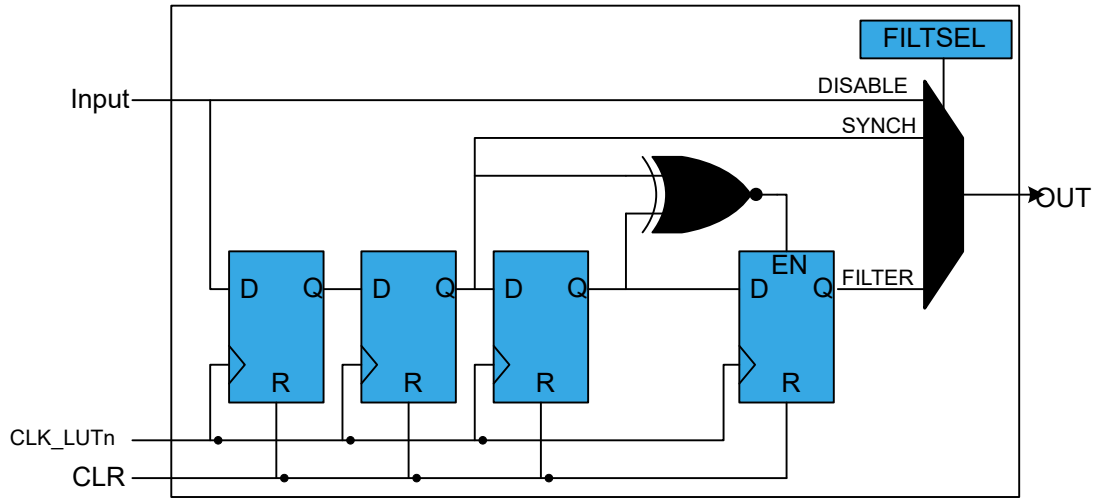 FILTSEL
Input
DISABLE
SYNCH
OUT
EN
D Q D Q D Q D Q
FILTER
R R R R
CLK_LUTn
CLR